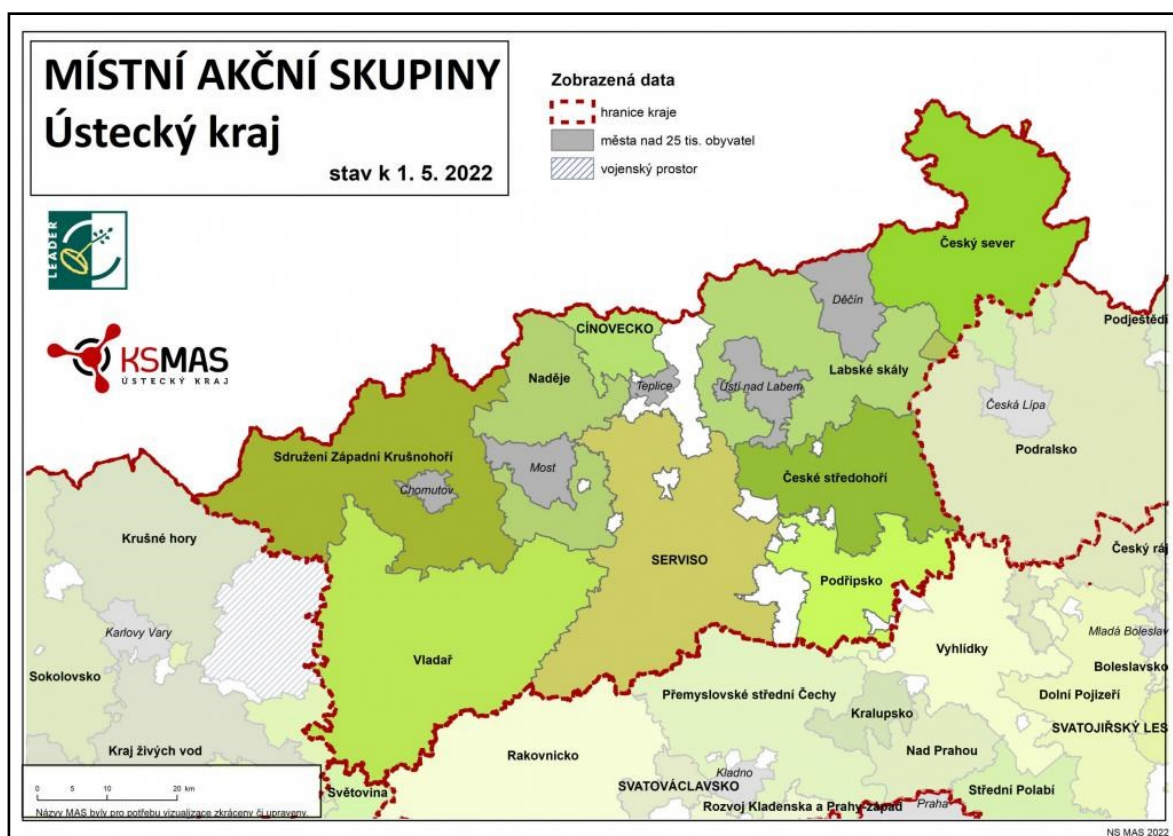 MÍSTNÍ AKČNÍ SKUPINY
Ústecký kraj
stav k 1. 5. 2022
Zobrazená data
hranice kraje
města nad 25 tis. obyvatel
vojenský prostor
LEADER
KSMAS
ÚSTECKÝ KRAJ
Český sever
Děčín
Podještědí
CÍNOVECKO
Naděje
Teplice
Ústí nad Labem
Labské skály
Česká Lípa
Podralsko
Sdružení Západní Krušnohoří
Most
Chomutov
České středohoří
Krušné hory
SERVISO
Podřipsko
Český ráj
Karlovy Vary
Mladá Boleslav
Vladař
Vyhlídky
Sokolovsko
Boleslavsko
Přemyslovské střední Čechy
Dolní Pojizeří
Kralupsko
SVATOJIŘSKÝ LES
Kraj živých vod
Rakovnicko
Nad Prahou
Kladno
SVATOVÁCLAVSKO
Střední Polabí
Světovina
Rozvoj Kladenska a Prahy-západ
Praha
0 5 10 20 km
Názvy MAS byly pro potřebu vizualizace zkráceny či upraveny.
NS MAS 2022